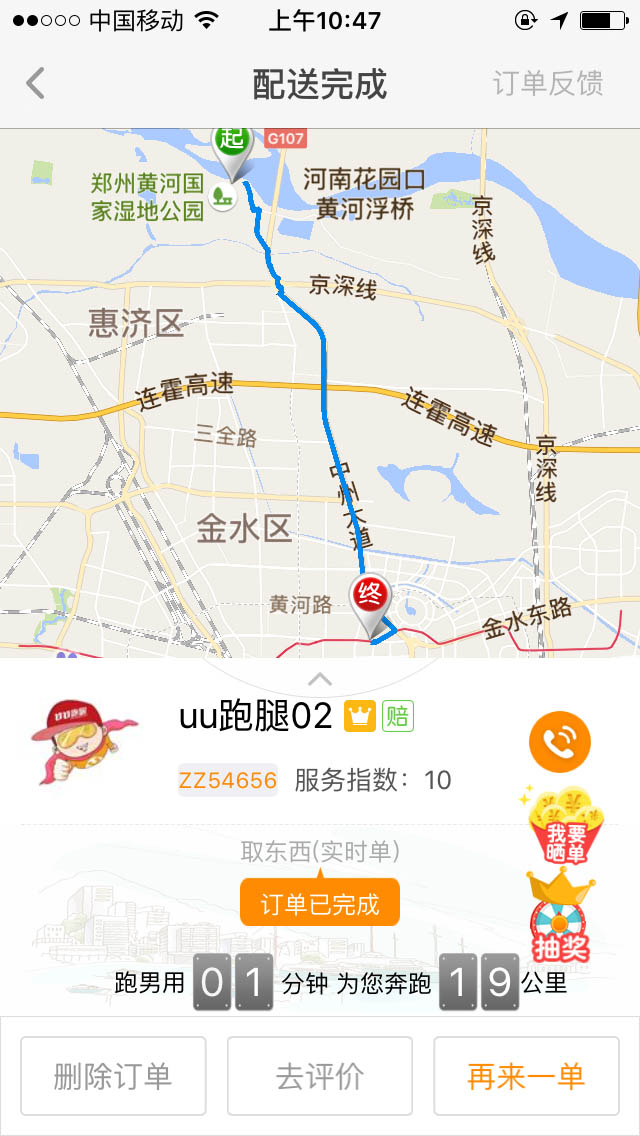 中国移动 上午10:47
配送完成 订单反馈
起
G107
郑州黄河国
家湿地公园
河南花园口
黄河浮桥
京深线
京深线
惠济区
连霍高速
连霍高速
三全路
京深线
中州大道
金水区
终
黄河路
金水东路
uu跑腿02 赔
ZZ54656 服务指数：10
我要
晒单
取东西(实时单)
订单已完成
抽奖
跑男用 01 分钟 为您奔跑 19 公里
删除订单 去评价 再来一单